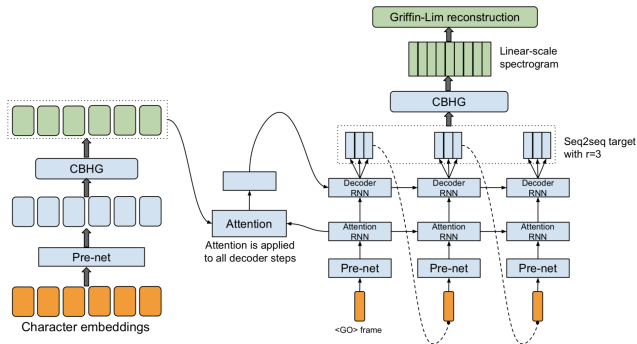 Griffin-Lim reconstruction
Linear-scale
spectrogram
CBHG
Seq2seq target
with r=3
CBHG
Decoder
RNN
Decoder
RNN
Decoder
RNN
Attention
Attention is applied
to all decoder steps
Attention
RNN
Attention
RNN
Attention
RNN
Pre-net
Pre-net
Pre-net
Pre-net
<GO> frame
Character embeddings